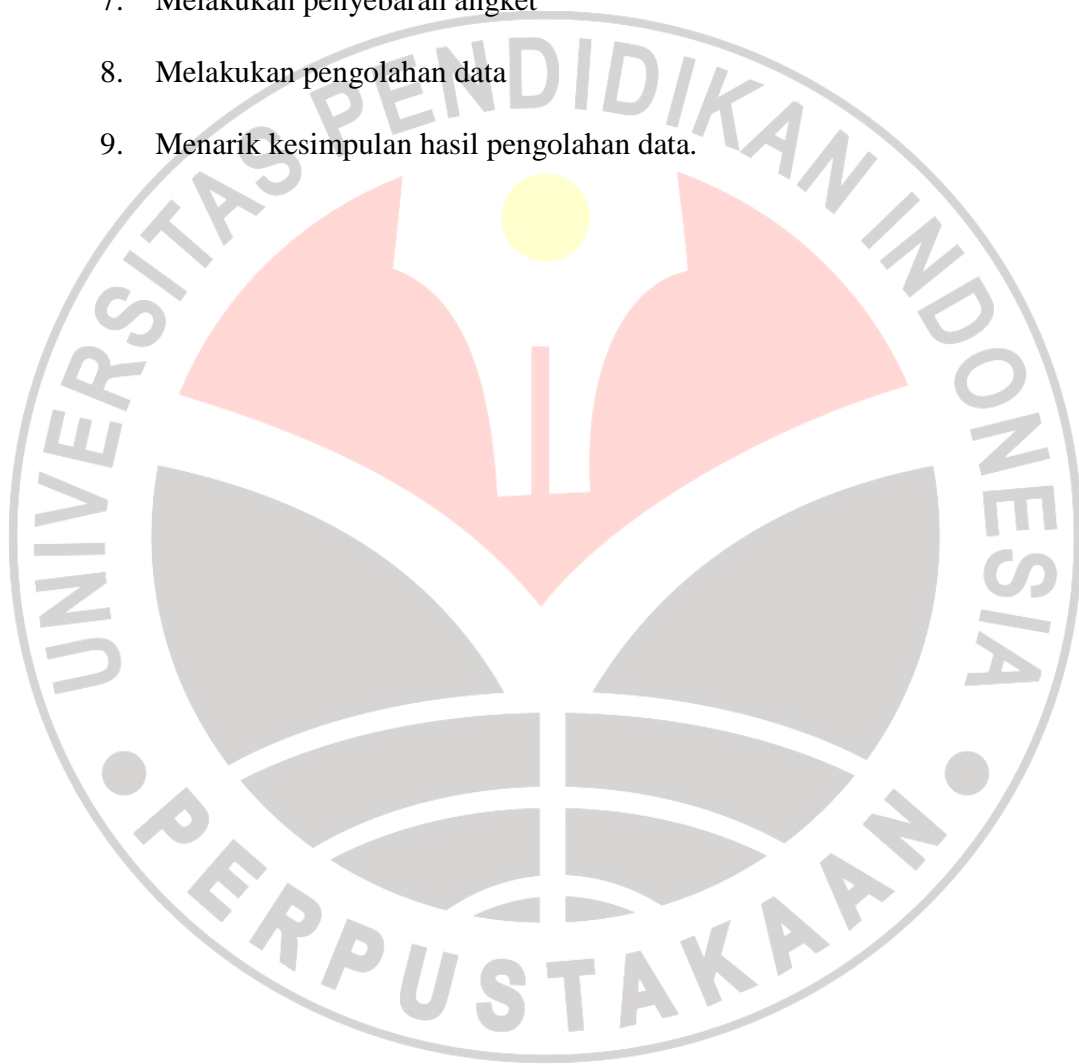 7. Melakukan penyebaran angket
8. Melakukan pengolahan data
9. Menarik kesimpulan hasil pengolahan data.
UNIVERSITAS PENDIDIKAN INDONESIA
PERPUSTAKAAN